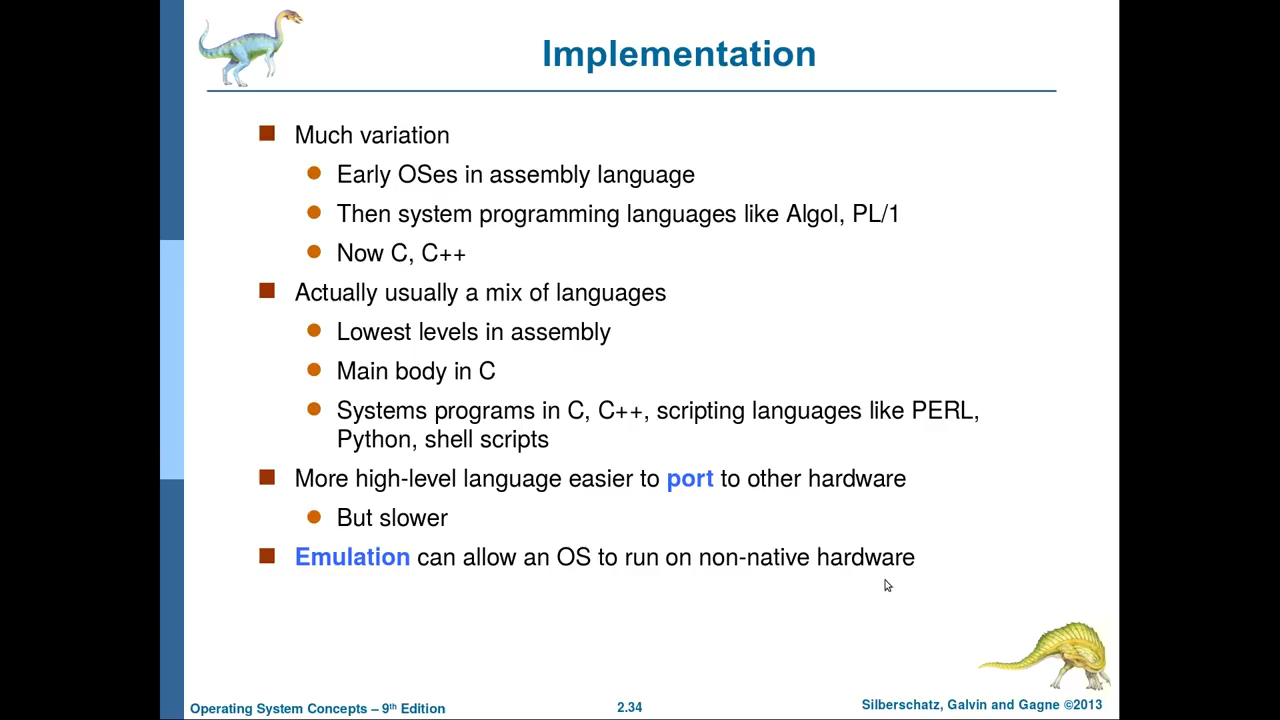 Implementation
Much variation
Early OSes in assembly language
Then system programming languages like Algol, PL/1
Now C, C++
Actually usually a mix of languages
Lowest levels in assembly
Main body in C
Systems programs in C, C++, scripting languages like PERL,
Python, shell scripts
More high-level language easier to port to other hardware
But slower
Emulation can allow an OS to run on non-native hardware
Operating System Concepts – 9th Edition
2.34
Silberschatz, Galvin and Gagne ©2013